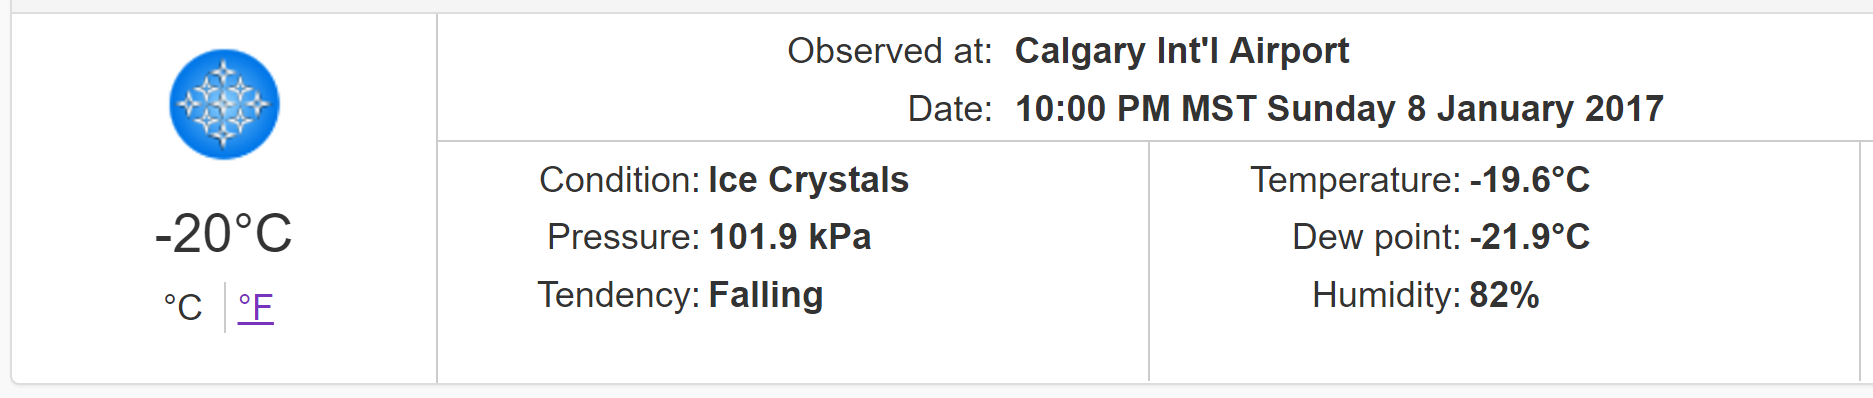 -20°C
°C °F
Observed at: Calgary Int'l Airport
Date: 10:00 PM MST Sunday 8 January 2017
Condition: Ice Crystals
Pressure: 101.9 kPa
Tendency: Falling
Temperature: -19.6°C
Dew point: -21.9°C
Humidity: 82%